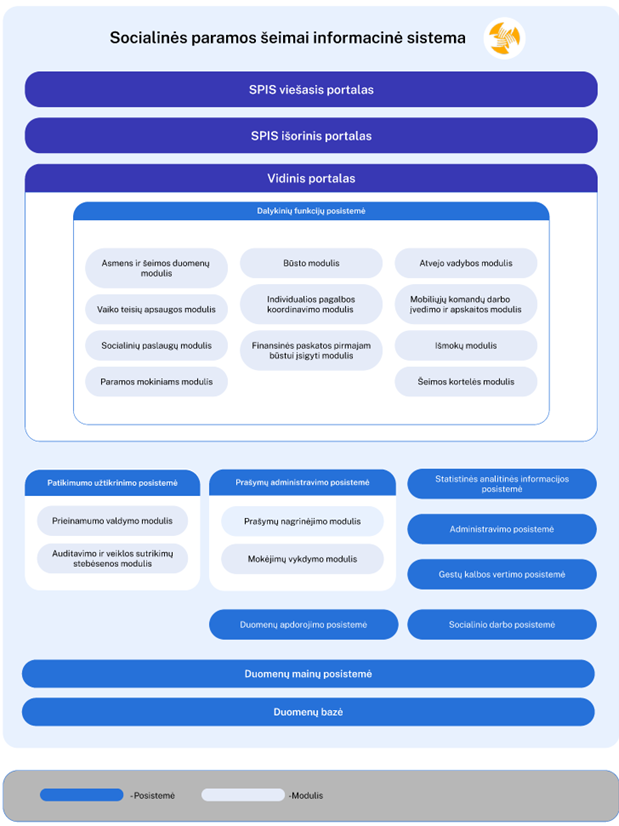 Socialinės paramos šeimai informacinė sistema
SPIS viešasis portalas
SPIS išorinis portalas
Vidinis portalas
Dalykinių funkcijų posistemė
Asmens ir šeimos duomenų
modulis
Vaiko teisių apsaugos modulis
Socialinių paslaugų modulis
Paramos mokiniams modulis
Būsto modulis
Individualios pagalbos
koordinavimo modulis
Finansinės paskatos pirmajam
būstui įsigyti modulis
Atvejo vadybos modulis
Mobiliųjų komandų darbo
įvedimo ir apskaitos modulis
Išmokų modulis
Šeimos kortelės modulis
Patikimumo užtikrinimo posistemė
Prieinamumo valdymo modulis
Auditavimo ir veiklos sutrikimų
stebėsenos modulis
Prašymų administravimo posistemė
Prašymų nagrinėjimo modulis
Mokėjimų vykdymo modulis
Statistinės analitinės informacijos
posistemė
Administravimo posistemė
Gestų kalbos vertimo posistemė
Duomenų apdorojimo posistemė
Socialinio darbo posistemė
Duomenų mainų posistemė
Duomenų bazė
-Posistemė
-Modulis